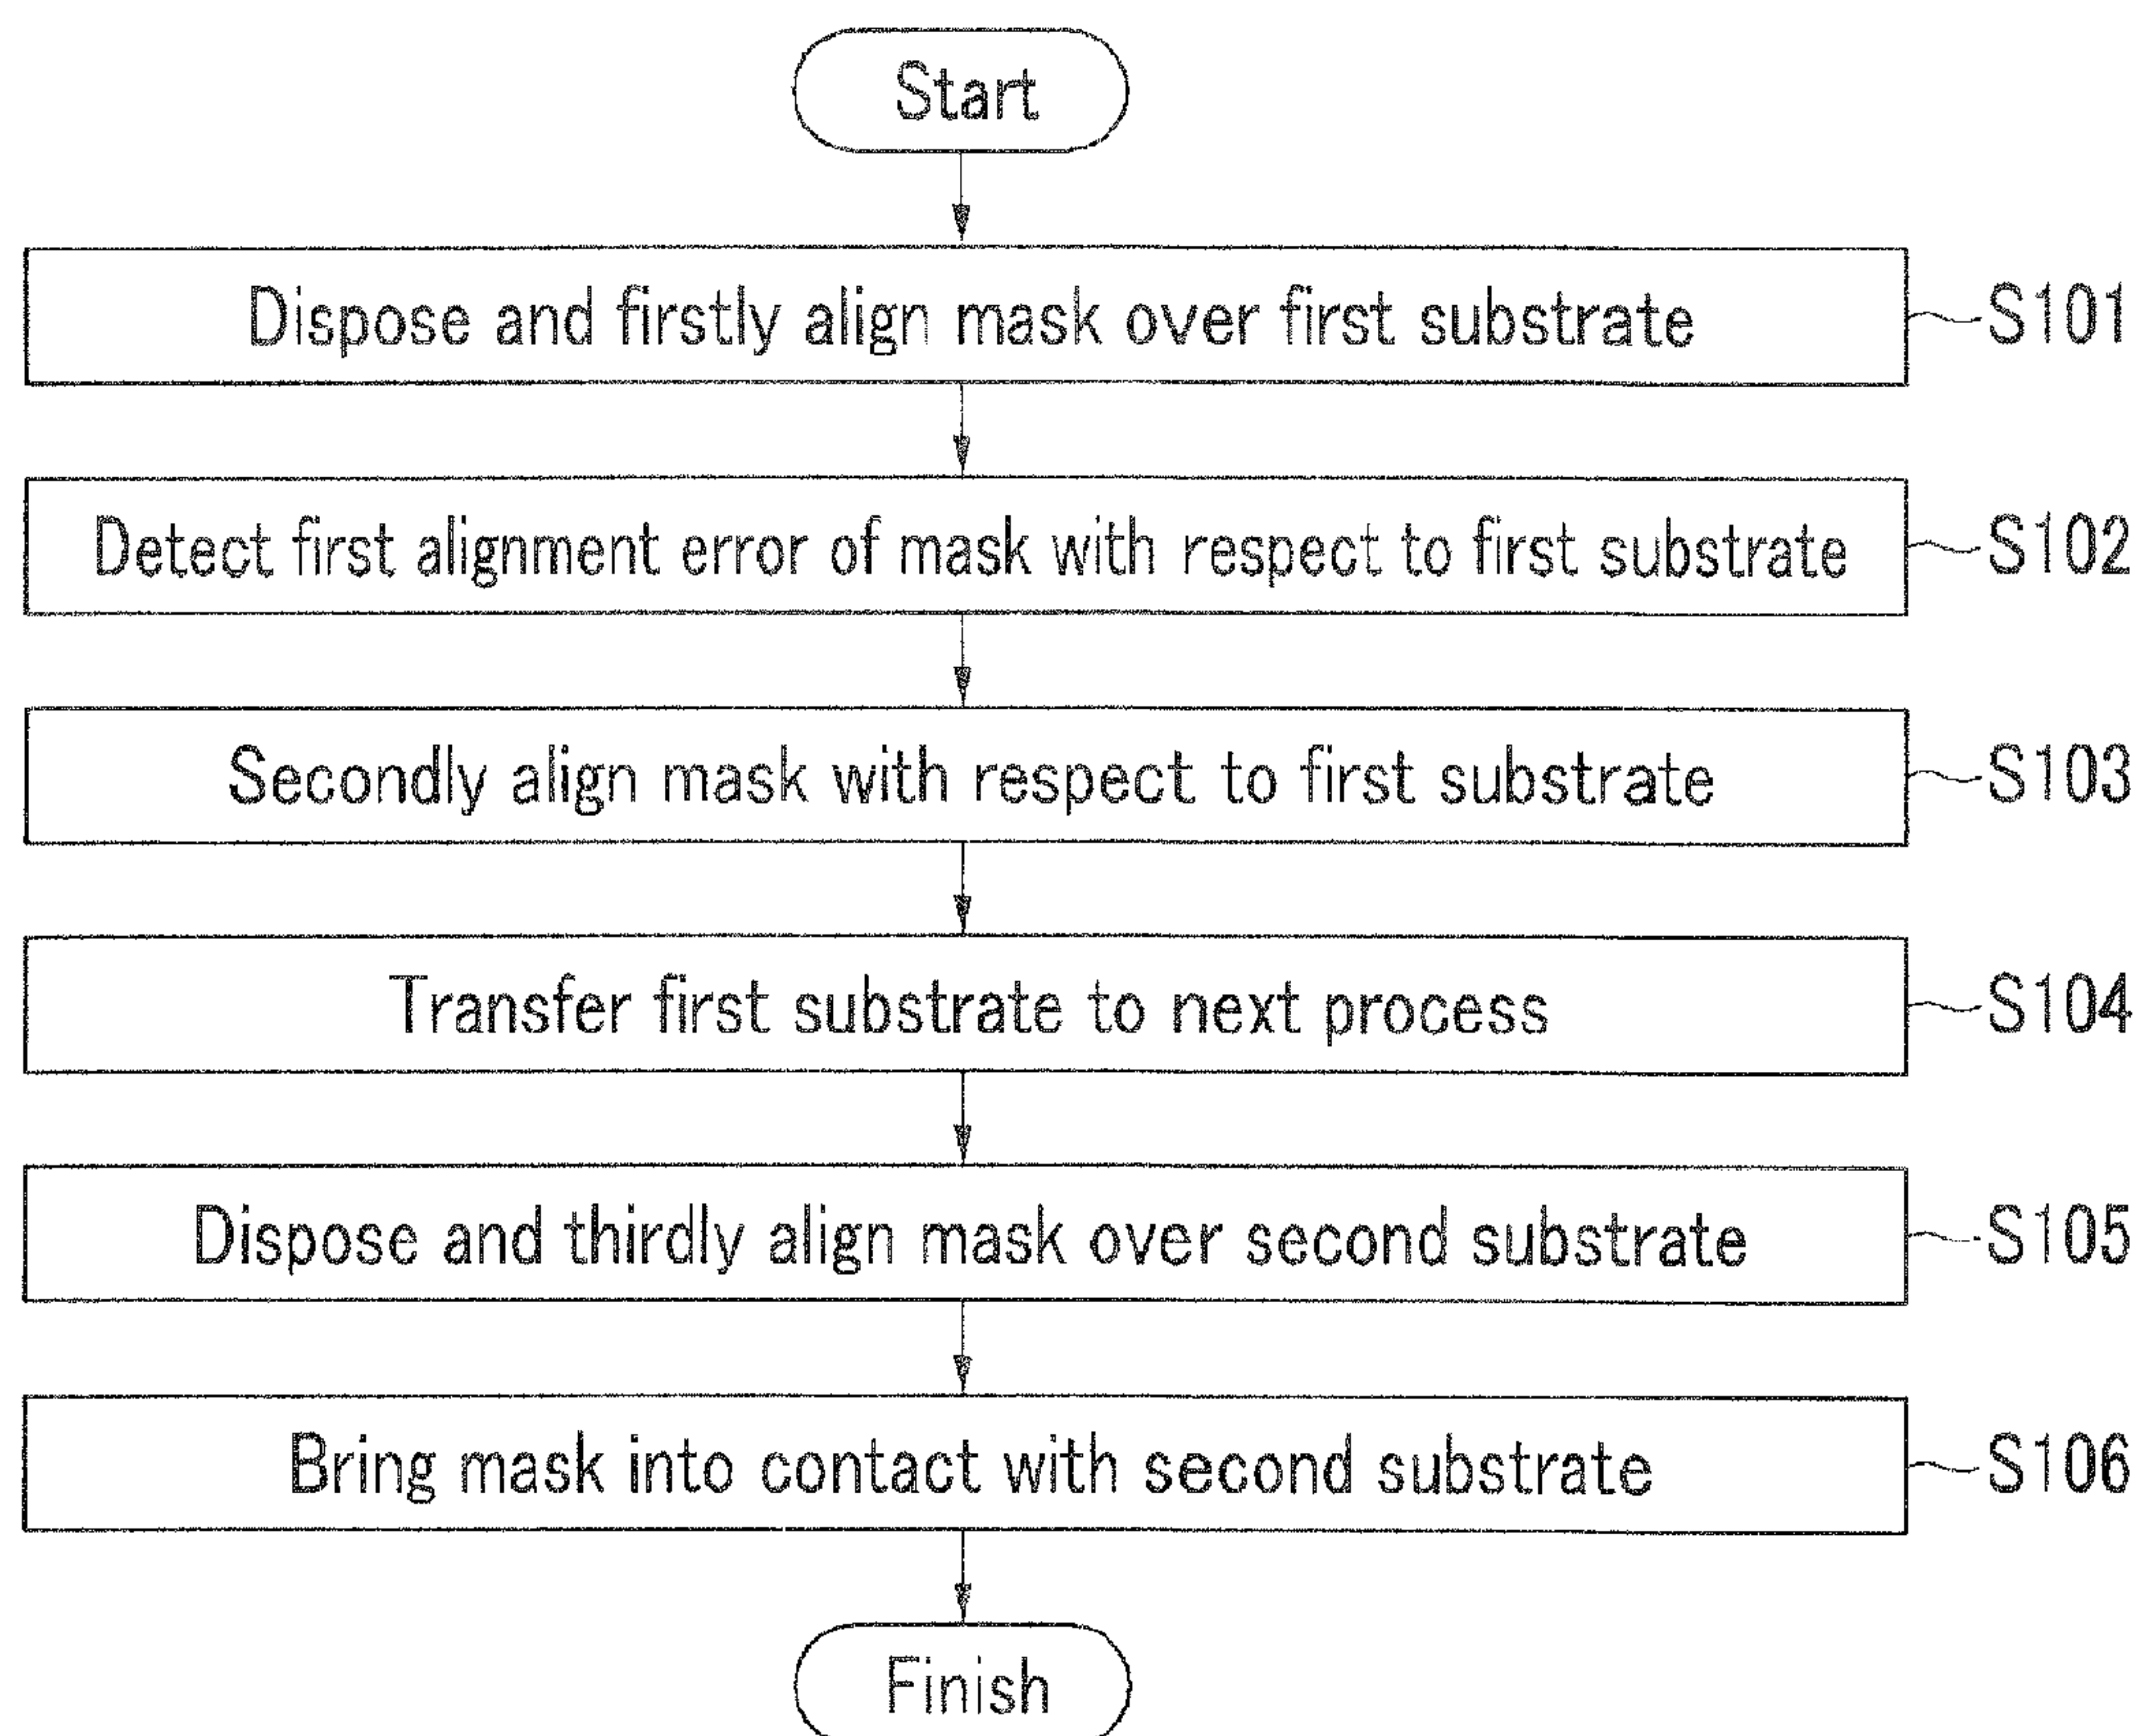 Start
Dispose and firstly align mask over first substrate
S101
Detect first alignment error of mask with respect to first substrate
S102
Secondly align mask with respect to first substrate
S103
Transfer first substrate to next process
S104
Dispose and thirdly align mask over second substrate
S105
Bring mask into contact with second substrate
S106
Finish